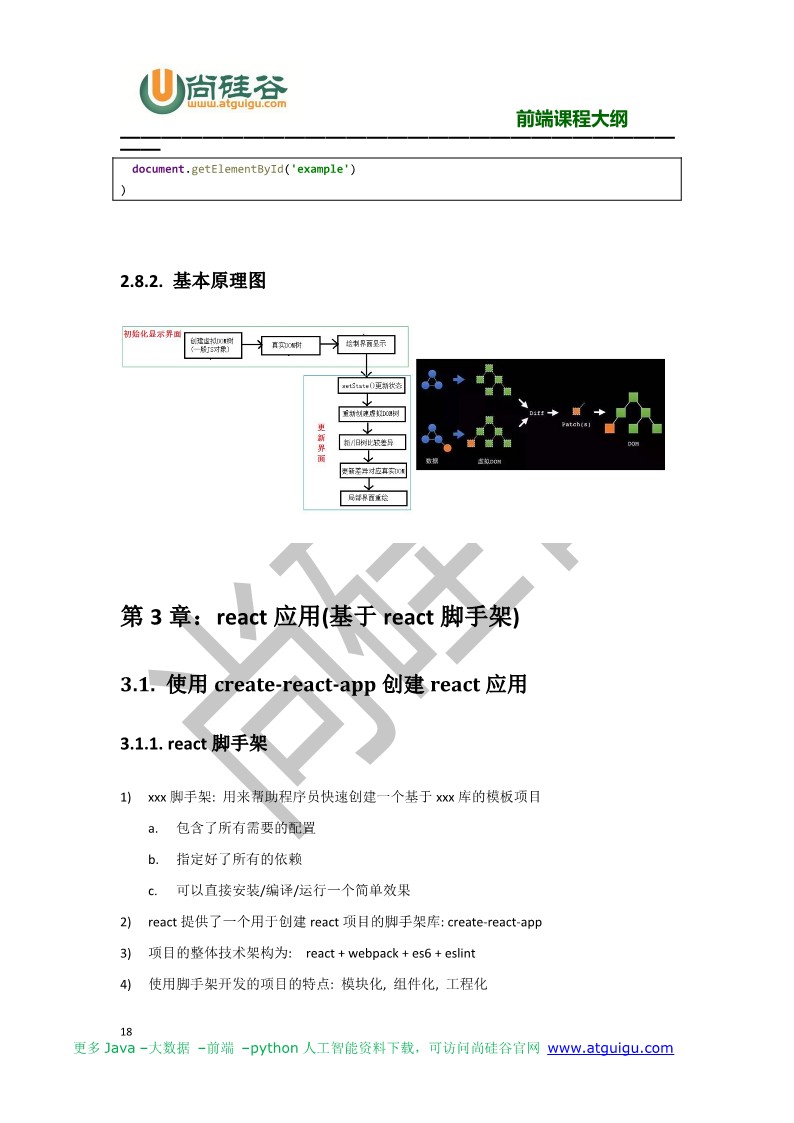 尚硅谷
www.atguigu.com
前端课程大纲
document.getElementById('example')
)
2.8.2. 基本原理图
初始化显示界面
创建虚拟DOM树
(一般JS对象)
真实DOM树
绘制界面显示
setState()更新状态
重新创建虚拟DOM树
新/旧树比较差异
更新差异对应真实DOM
局部界面重绘
更新界面
Diff
Patch(s)
DOM
数据
虚拟DOM
尚硅谷
第 3 章：react 应用(基于 react 脚手架)
3.1. 使用 create-react-app 创建 react 应用
3.1.1. react 脚手架
1) xxx 脚手架: 用来帮助程序员快速创建一个基于 xxx 库的模板项目
a. 包含了所有需要的配置
b. 指定好了所有的依赖
c. 可以直接安装/编译/运行一个简单效果
2) react 提供了一个用于创建 react 项目的脚手架库: create-react-app
3) 项目的整体技术架构为: react + webpack + es6 + eslint
4) 使用脚手架开发的项目的特点: 模块化, 组件化, 工程化
18
更多 Java –大数据 –前端 –python 人工智能资料下载，可访问尚硅谷官网 www.atguigu.com